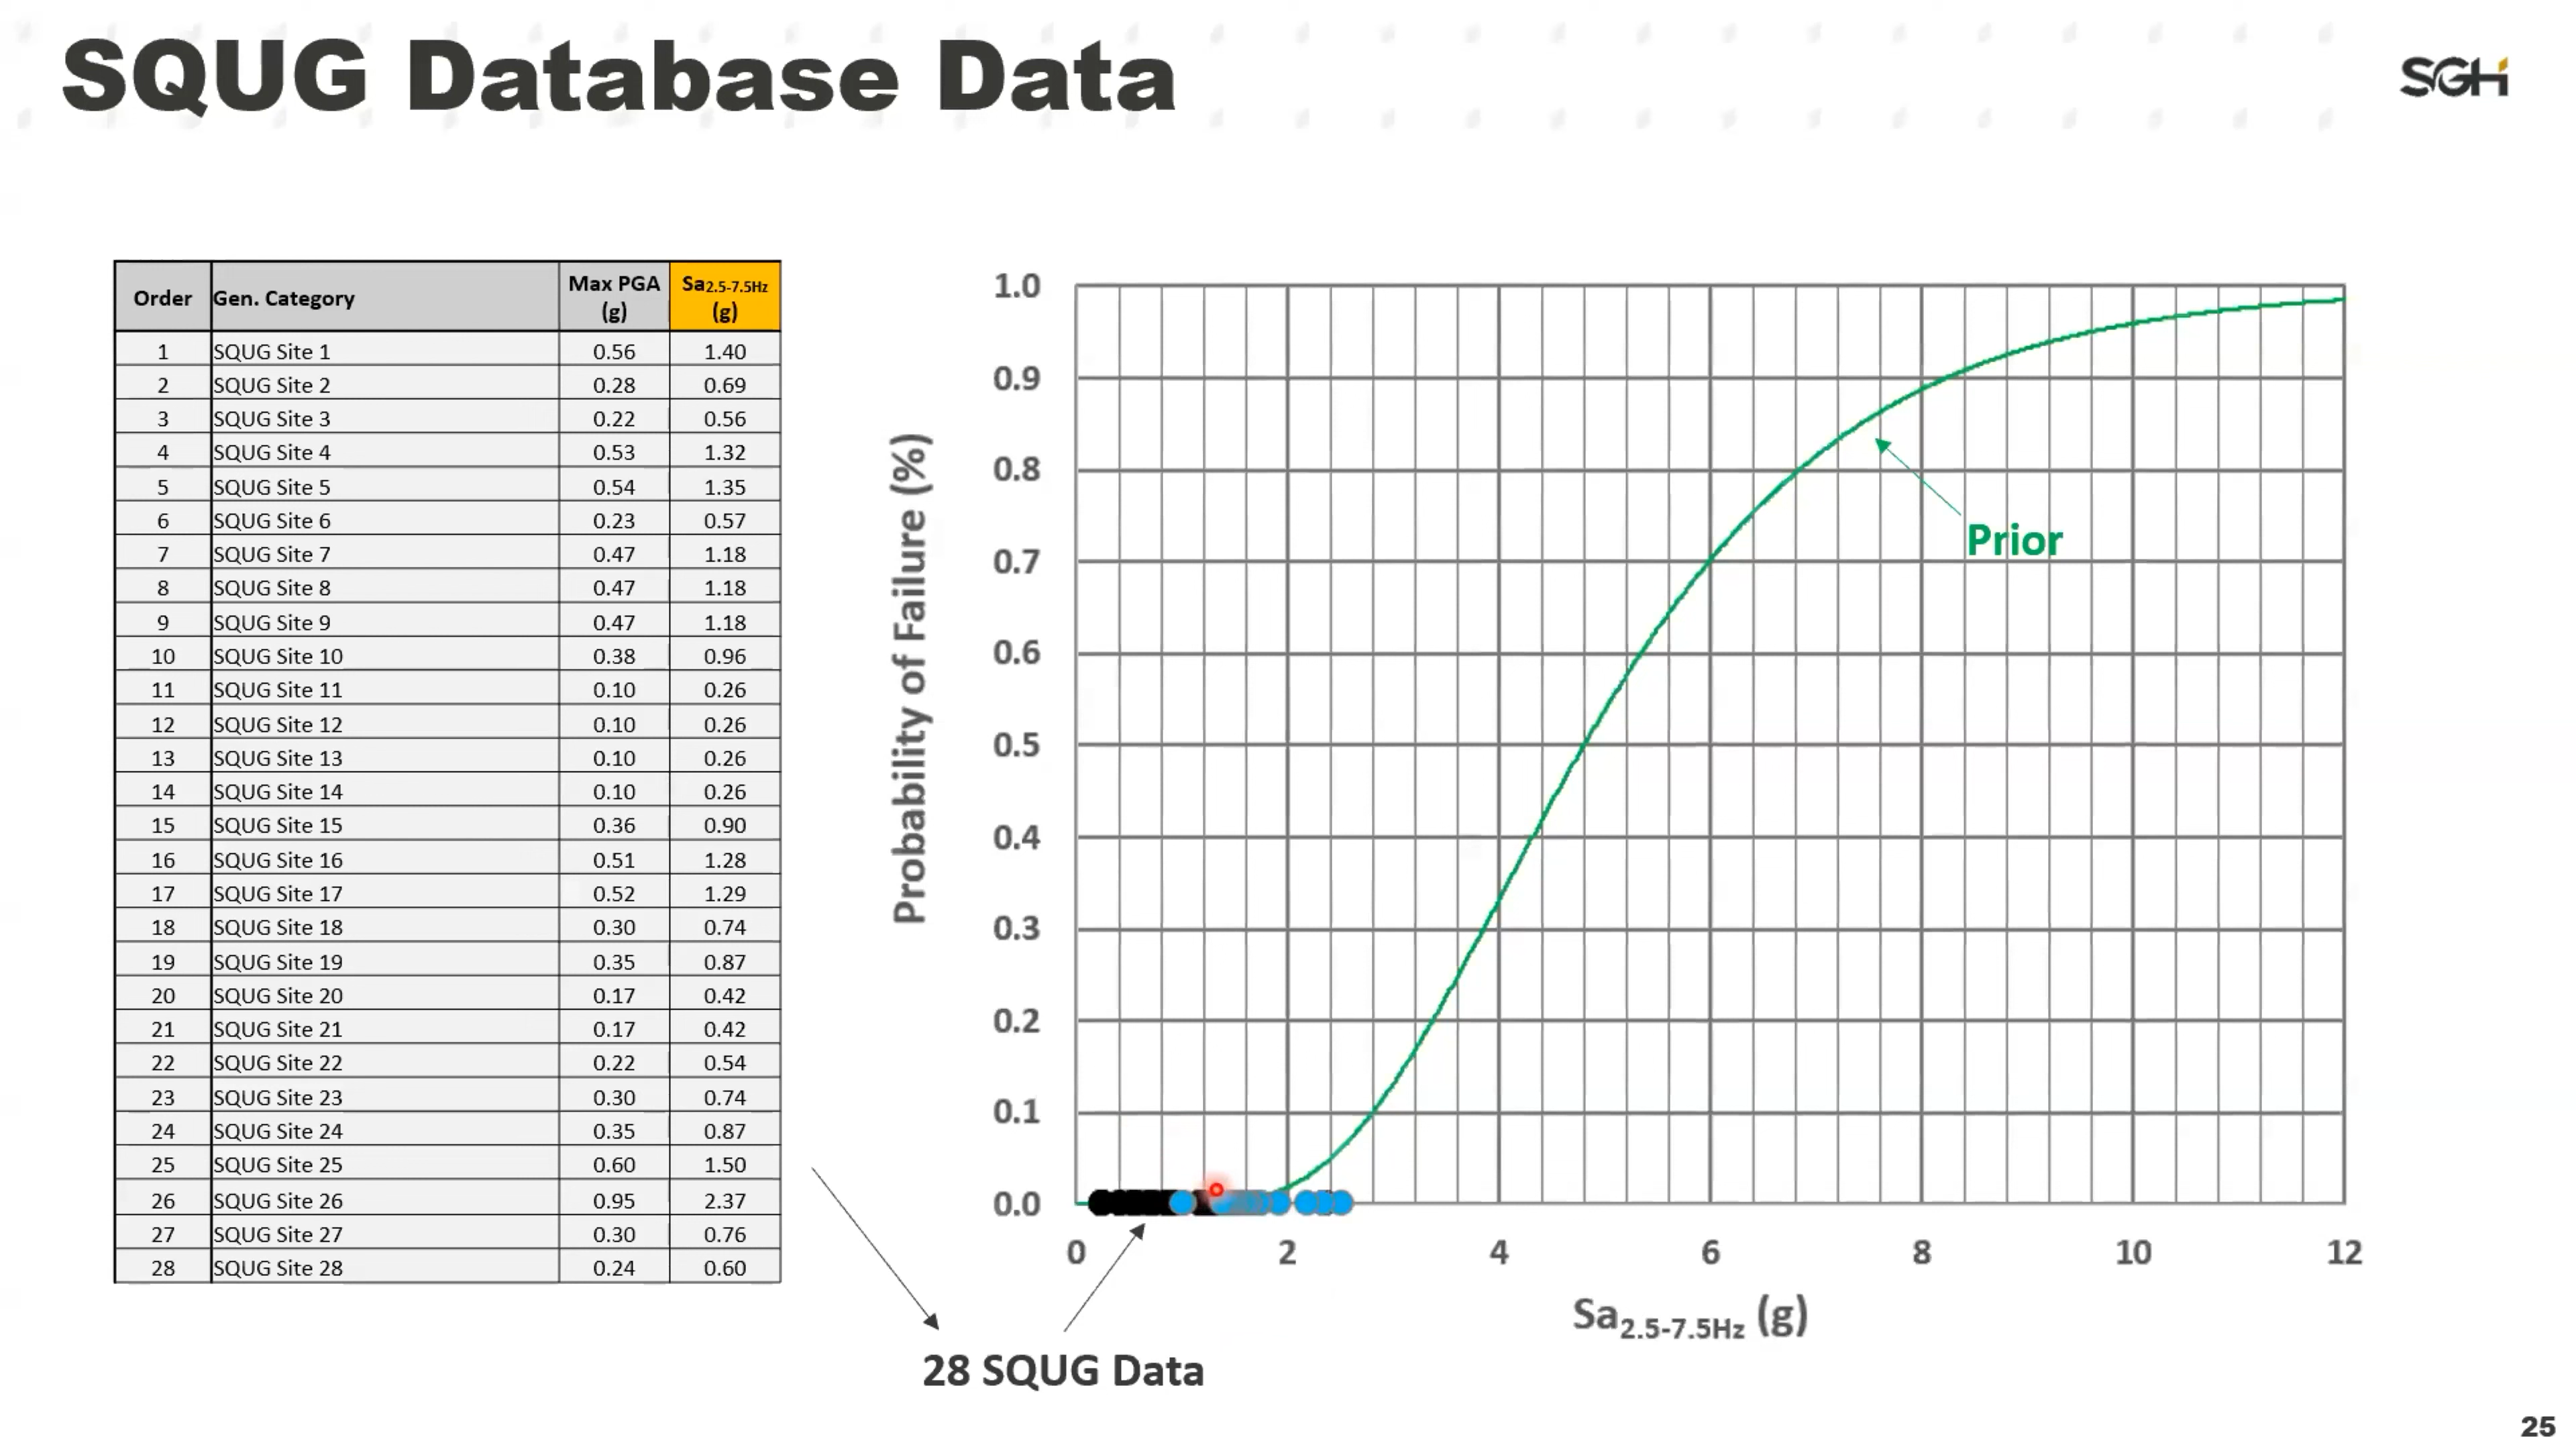 SQUG Database Data
SGH
Order Gen. Category Max PGA (g) Sa2.5-7.5Hz (g)
1 SQUG Site 1 0.56 1.40
2 SQUG Site 2 0.28 0.69
3 SQUG Site 3 0.22 0.56
4 SQUG Site 4 0.53 1.32
5 SQUG Site 5 0.54 1.35
6 SQUG Site 6 0.23 0.57
7 SQUG Site 7 0.47 1.18
8 SQUG Site 8 0.47 1.18
9 SQUG Site 9 0.47 1.18
10 SQUG Site 10 0.38 0.96
11 SQUG Site 11 0.10 0.26
12 SQUG Site 12 0.10 0.26
13 SQUG Site 13 0.10 0.26
14 SQUG Site 14 0.10 0.26
15 SQUG Site 15 0.36 0.90
16 SQUG Site 16 0.51 1.28
17 SQUG Site 17 0.52 1.29
18 SQUG Site 18 0.30 0.74
19 SQUG Site 19 0.35 0.87
20 SQUG Site 20 0.17 0.42
21 SQUG Site 21 0.17 0.42
22 SQUG Site 22 0.22 0.54
23 SQUG Site 23 0.30 0.74
24 SQUG Site 24 0.35 0.87
25 SQUG Site 25 0.60 1.50
26 SQUG Site 26 0.95 2.37
27 SQUG Site 27 0.30 0.76
28 SQUG Site 28 0.24 0.60
Probability of Failure (%)
1.0
0.9
0.8
0.7
0.6
0.5
0.4
0.3
0.2
0.1
0.0
Prior
0 2 4 6 8 10 12
Sa2.5-7.5Hz (g)
28 SQUG Data
25